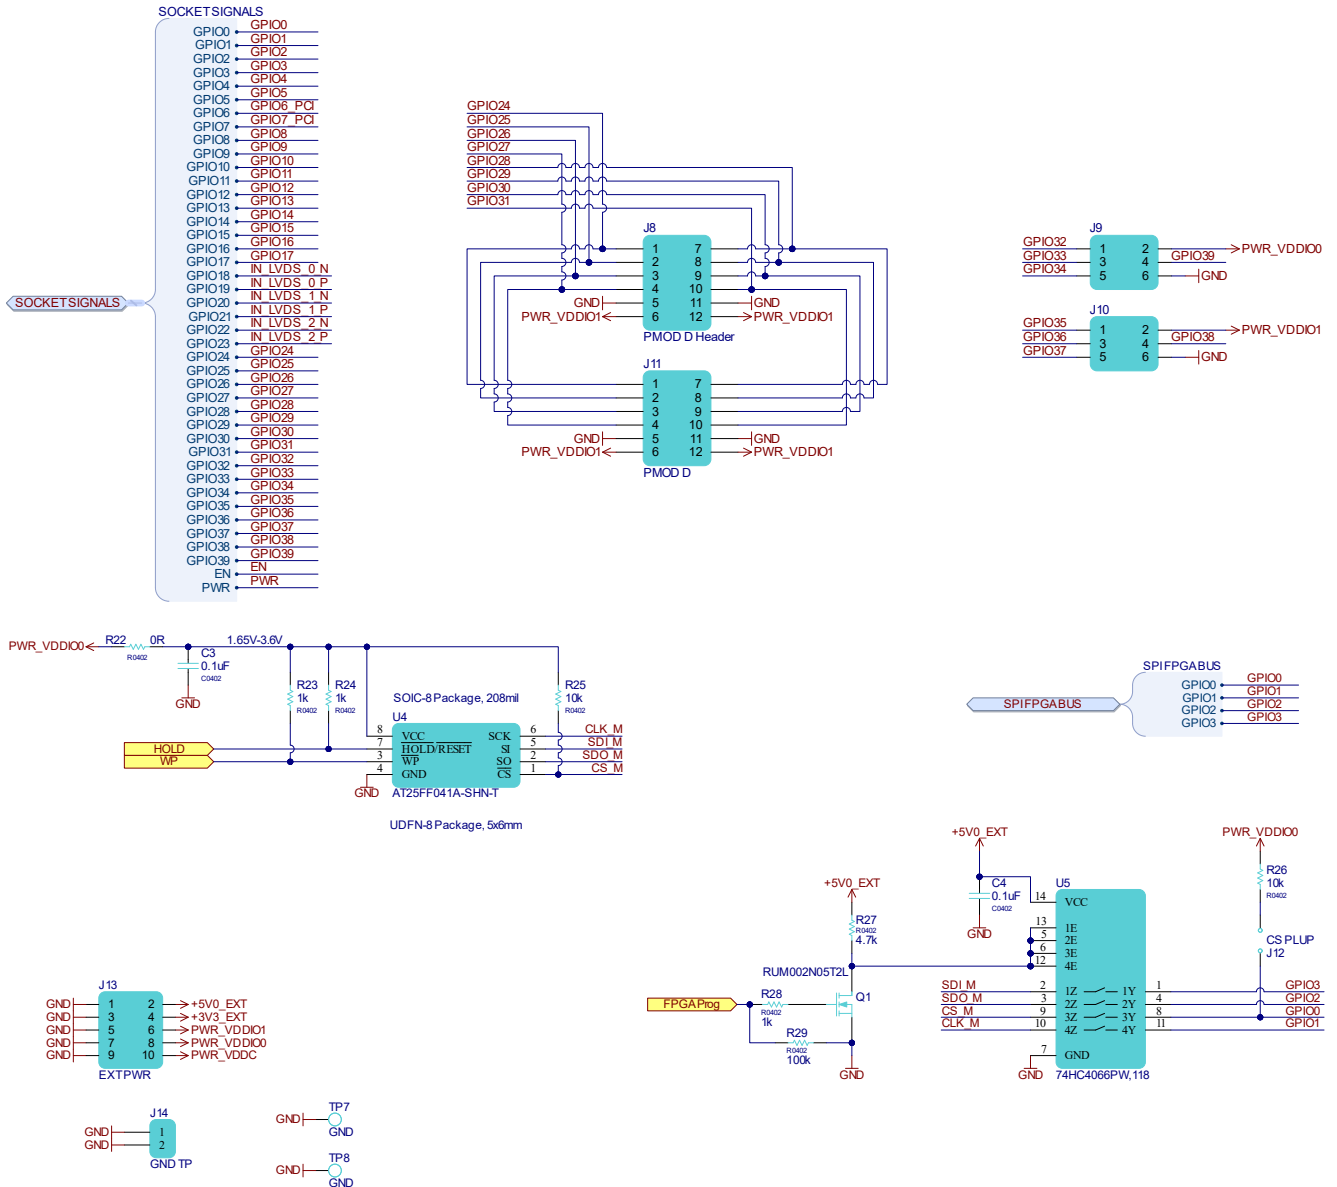 SOCKETSIGNALS
SOCKETSIGNALS
GPIO0 GPIO0
GPIO1 GPIO1
GPIO2 GPIO2
GPIO3 GPIO3
GPIO4 GPIO4
GPIO5 GPIO5
GPIO6 GPIO6_PCI
GPIO7 GPIO7_PCI
GPIO8 GPIO8
GPIO9 GPIO9
GPIO10 GPIO10
GPIO11 GPIO11
GPIO12 GPIO12
GPIO13 GPIO13
GPIO14 GPIO14
GPIO15 GPIO15
GPIO16 GPIO16
GPIO17 GPIO17
GPIO18 IN_LVDS_0_N
GPIO19 IN_LVDS_0_P
GPIO20 IN_LVDS_1_N
GPIO21 IN_LVDS_1_P
GPIO22 IN_LVDS_2_N
GPIO23 IN_LVDS_2_P
GPIO24 GPIO24
GPIO25 GPIO25
GPIO26 GPIO26
GPIO27 GPIO27
GPIO28 GPIO28
GPIO29 GPIO29
GPIO30 GPIO30
GPIO31 GPIO31
GPIO32 GPIO32
GPIO33 GPIO33
GPIO34 GPIO34
GPIO35 GPIO35
GPIO36 GPIO36
GPIO37 GPIO37
GPIO38 GPIO38
GPIO39 GPIO39
EN EN
PWR PWR
GPIO24
GPIO25
GPIO26
GPIO27
GPIO28
GPIO29
GPIO30
GPIO31
J8
1 7
2 8
3 9
4 10
GND 5 11 GND
PWR_VDDIO1 6 12 PWR_VDDIO1
PMOD D Header
J11
1 7
2 8
3 9
4 10
GND 5 11 GND
PWR_VDDIO1 6 12 PWR_VDDIO1
PMOD D
J9
GPIO32 1 2 PWR_VDDIO0
GPIO33 3 4 GPIO39
GPIO34 5 6 GND
J10
GPIO35 1 2 PWR_VDDIO1
GPIO36 3 4 GPIO38
GPIO37 5 6 GND
PWR_VDDIO0 R22 0R 1.65V-3.6V
R0402
C3
0.1uF
C0402
GND
R23
1k
R0402
R24
1k
R0402
R25
10k
R0402
SOIC-8 Package, 208mil
U4
8 VCC SCK 6 CLK_M
HOLD 7 HOLD/RESET SI 5 SDI_M
WP 3 WP SO 2 SDO_M
4 GND CS 1 CS_M
GND
AT25FF041A-SHN-T
UDFN-8 Package, 5x6mm
SPIFPGABUS
SPIFPGABUS
GPIO0 GPIO0
GPIO1 GPIO1
GPIO2 GPIO2
GPIO3 GPIO3
+5V0_EXT
R27
R0402
4.7k
RUM002N05T2L
Q1
FPGAProg
R28
R0402
1k
R29
R0402
100k
GND
+5V0_EXT
C4
0.1uF
C0402
GND
U5
14 VCC
13 1E
5 2E
6 3E
12 4E
SDI_M 2 1Z 1Y 1 GPIO3
SDO_M 3 2Z 2Y 4 GPIO2
CS_M 9 3Z 3Y 8 GPIO0
CLK_M 10 4Z 4Y 11 GPIO1
7 GND
GND
74HC4066PW,118
PWR_VDDIO0
R26
10k
R0402
CS PLUP
J12
J13
GND 1 2 +5V0_EXT
GND 3 4 +3V3_EXT
GND 5 6 PWR_VDDIO1
GND 7 8 PWR_VDDIO0
GND 9 10 PWR_VDDC
EXTPWR
J14
GND 1
GND 2
GND TP
TP7
GND
GND
TP8
GND
GND